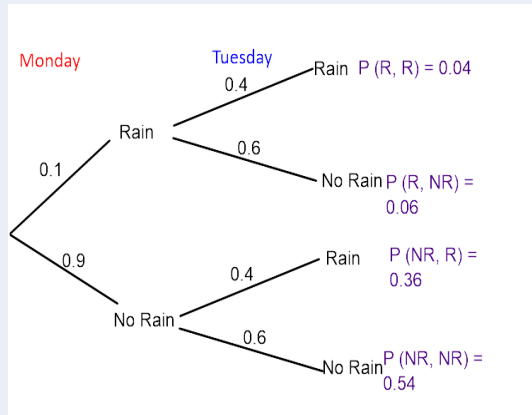 Monday
Tuesday
Rain P (R, R) = 0.04
0.4
Rain
0.6
0.1
No Rain P (R, NR) =
0.06
0.9
Rain P (NR, R) =
0.36
0.4
No Rain
0.6
No Rain P (NR, NR) =
0.54